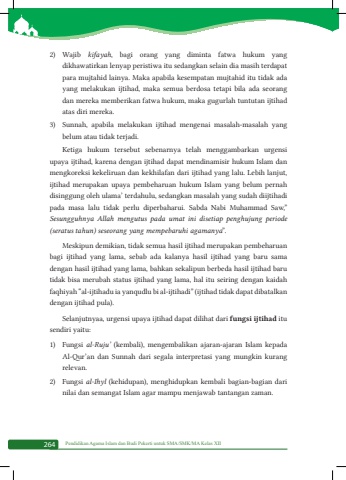 2) Wajib kifayah, bagi orang yang diminta fatwa hukum yang
dikhawatirkan lenyap peristiwa itu sedangkan selain dia masih terdapat
para mujtahid lainya. Maka apabila kesempatan mujtahid itu tidak ada
yang melakukan ijtihad, maka semua berdosa tetapi bila ada seorang
dan mereka memberikan fatwa hukum, maka gugurlah tuntutan ijtihad
atas diri mereka.
3) Sunnah, apabila melakukan ijtihad mengenai masalah-masalah yang
belum atau tidak terjadi.
Ketiga hukum tersebut sebenarnya telah menggambarkan urgensi
upaya ijtihad, karena dengan ijtihad dapat mendinamisir hukum Islam dan
mengkoreksi kekeliruan dan kekhilafan dari ijtihad yang lalu. Lebih lanjut,
ijtihad merupakan upaya pembeharuan hukum Islam yang belum pernah
disinggung oleh ulama' terdahulu, sedangkan masalah yang sudah diijtihadi
pada masa lalu tidak perlu diperbaharui. Sabda Nabi Muhammad Saw,"
Sesungguhnya Allah mengutus pada umat ini disetiap penghujung periode
(seratus tahun) seseorang yang mempebaruhi agamanya".
Meskipun demikian, tidak semua hasil ijtihad merupakan pembeharuan
bagi ijtihad yang lama, sebab ada kalanya hasil ijtihad yang baru sama
dengan hasil ijtihad yang lama, bahkan sekalipun berbeda hasil ijtihad baru
tidak bisa merubah status ijtihad yang lama, hal itu seiring dengan kaidah
faqhiyah "al-ijtihadu ia yanqudlu bi al-ijtihadi" (ijtihad tidak dapat dibatalkan
dengan ijtihad pula).
Selanjutnyaa, urgensi upaya ijtihad dapat dilihat dari fungsi ijtihad itu
sendiri yaitu:
1) Fungsi al-Ruju' (kembali), mengembalikan ajaran-ajaran Islam kepada
Al-Qur'an dan Sunnah dari segala interpretasi yang mungkin kurang
relevan.
2) Fungsi al-Ihyl (kehidupan), menghidupkan kembali bagian-bagian dari
nilai dan semangat Islam agar mampu menjawab tantangan zaman.
264 Pendidikan Agama Islam dan Budi Pekerti untuk SMA/SMK/MA Kelas XII